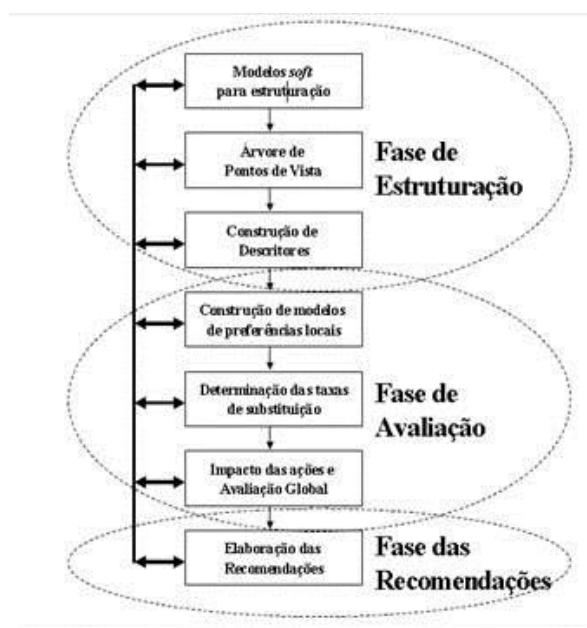 Modelos soft
para estruturação
Árvore de
Pontos de Vista
Fase de
Estruturação
Construção de
Descritores
Construção de modelos
de preferências locais
Determinação das taxas
de substituição
Fase de
Avaliação
Impacto das ações e
Avaliação Global
Elaboração das
Recomendações
Fase das
Recomendações